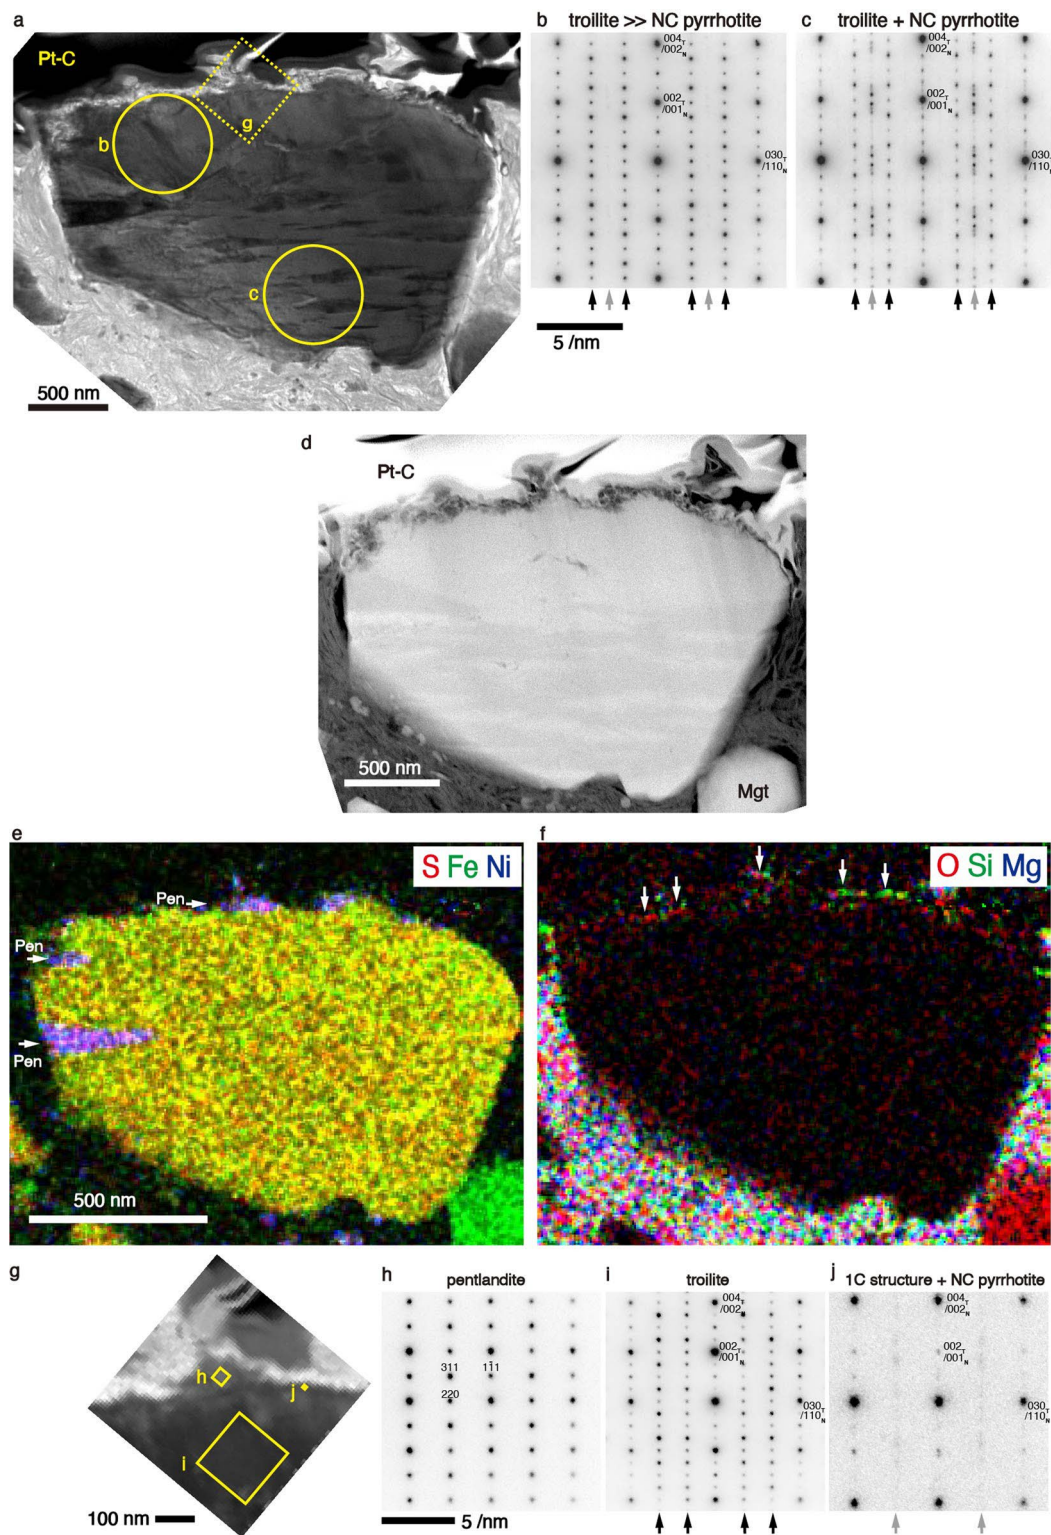 a
Pt-C
b
g
c
500 nm
b
troilite >> NC pyrrhotite
004T
/002N
002T
/001N
030T
/110N
5 /nm
c
troilite + NC pyrrhotite
004T
/002N
002T
/001N
030T
/110N
d
Pt-C
500 nm
Mgt
e
S Fe Ni
Pen
Pen
Pen
500 nm
f
O Si Mg
g
h
j
i
100 nm
h
pentlandite
311
1̄11
220
5 /nm
i
troilite
004T
/002N
002T
/001N
030T
/110N
j
1C structure + NC pyrrhotite
004T
/002N
002T
/001N
030T
/110N